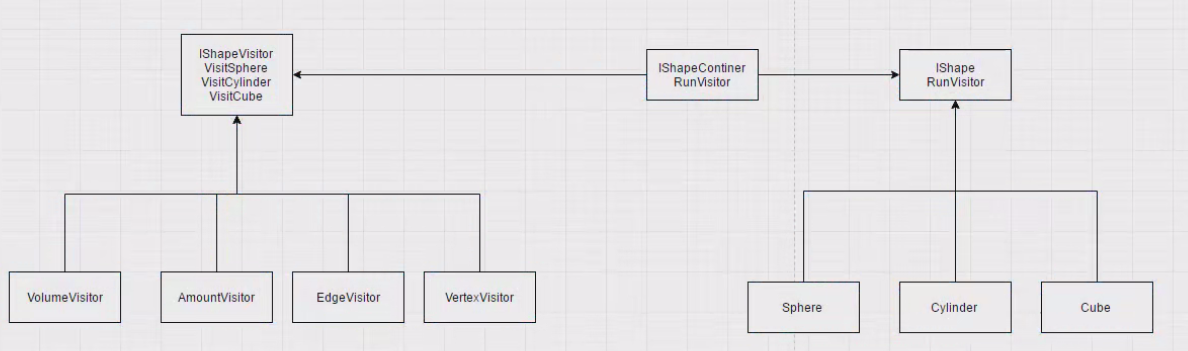 IShapeVisitor
VisitSphere
VisitCylinder
VisitCube
IShapeContiner
RunVisitor
IShape
RunVisitor
VolumeVisitor
AmountVisitor
EdgeVisitor
VertexVisitor
Sphere
Cylinder
Cube